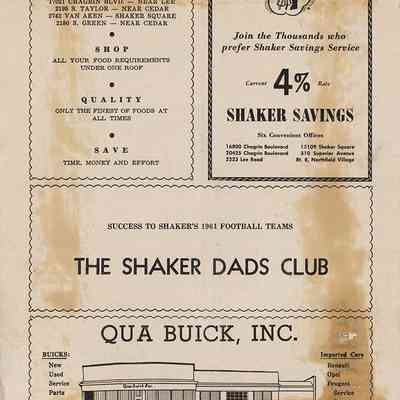 17021 CHAGRIN BLVD — NEAR LEE
2195 S. TAYLOR — NEAR CEDAR
2742 VAN AKEN — SHAKER SQUARE
2180 S. GREEN — NEAR CEDAR
SHOP
ALL YOUR FOOD REQUIREMENTS
UNDER ONE ROOF
QUALITY
ONLY THE FINEST OF FOODS AT
ALL TIMES
SAVE
TIME, MONEY AND EFFORT
Join the Thousands who
prefer Shaker Savings Service
Current 4% Rate
SHAKER SAVINGS
Six Convenient Offices
16800 Chagrin Boulevard 13109 Shaker Square
20425 Chagrin Boulevard 510 Superior Avenue
2323 Lee Road Rt. 8, Northfield Village
SUCCESS TO SHAKER'S 1961 FOOTBALL TEAMS
THE SHAKER DADS CLUB
QUA BUICK, INC.
BUICKS:
New
Used
Service
Parts
Imported Cars
Renault
Opel
Peugeot
Service
Qua Buick Inc.